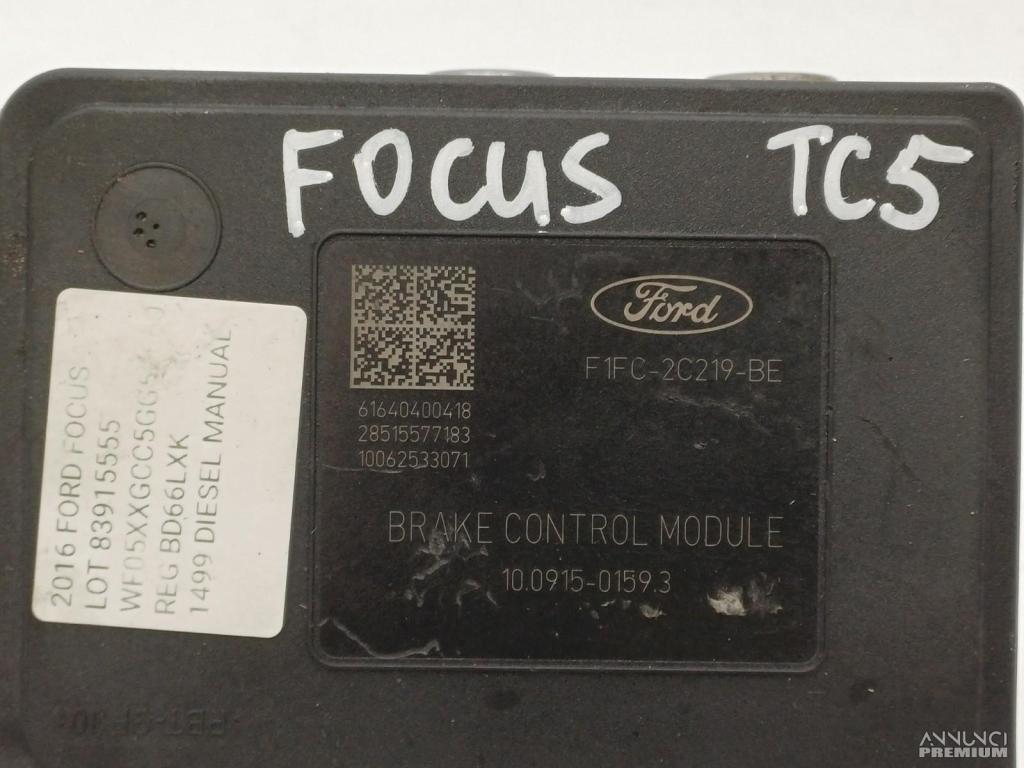 FOCUS TC5
Ford
F1FC-2C219-BE
61640400418
28515577183
10062533071
BRAKE CONTROL MODULE
10.0915-0159.3
2016 FORD FOCUS
LOT 83915555
REG BD66LXK
1499 DIESEL MANUAL
ANNUNCI
PREMIUM